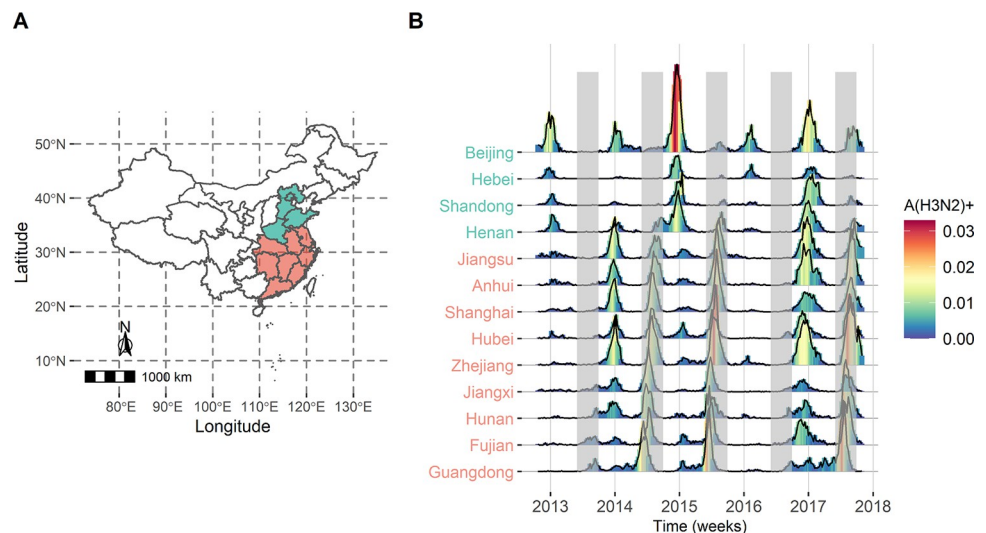 A
B
50°N
40°N
30°N
20°N
10°N
Latitude
N
1000 km
80°E 90°E 100°E 110°E 120°E 130°E
Longitude
Beijing
Hebei
Shandong
Henan
Jiangsu
Anhui
Shanghai
Hubei
Zhejiang
Jiangxi
Hunan
Fujian
Guangdong
2013 2014 2015 2016 2017 2018
Time (weeks)
A(H3N2)+
0.03
0.02
0.01
0.00